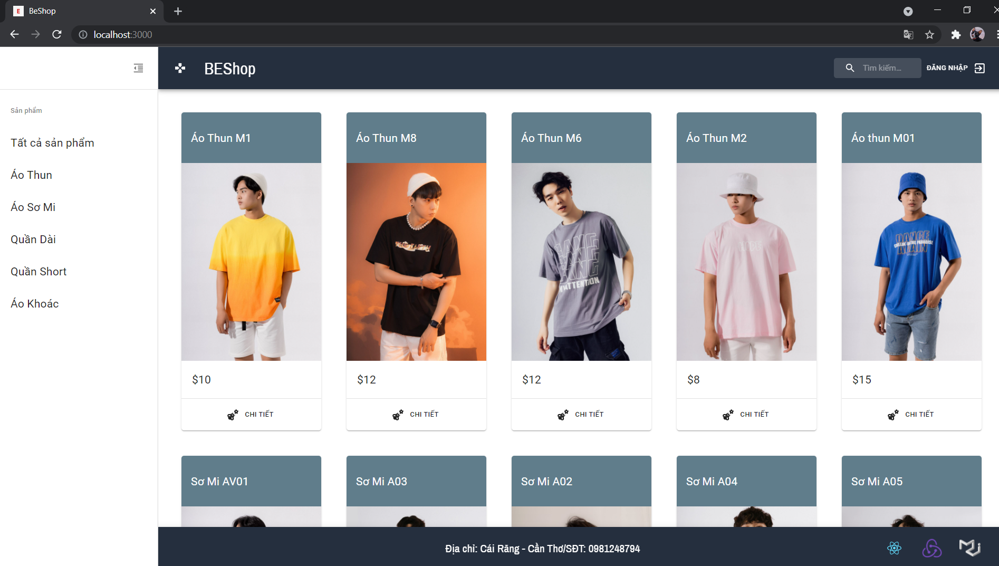 E BeShop
localhost:3000
BEShop
Tìm kiếm...
ĐĂNG NHẬP
Sản phẩm
Tất cả sản phẩm
Áo Thun
Áo Sơ Mi
Quần Dài
Quần Short
Áo Khoác
Áo Thun M1
Áo Thun M8
Áo Thun M6
Áo Thun M2
Áo thun M01
DANCE
AGAIN
ATTENTION
$10
$12
$12
$8
$15
CHI TIẾT
CHI TIẾT
CHI TIẾT
CHI TIẾT
CHI TIẾT
Sơ Mi AV01
Sơ Mi A03
Sơ Mi A02
Sơ Mi A04
Sơ Mi A05
Địa chỉ: Cái Răng - Cần Thơ/SĐT: 0981248794